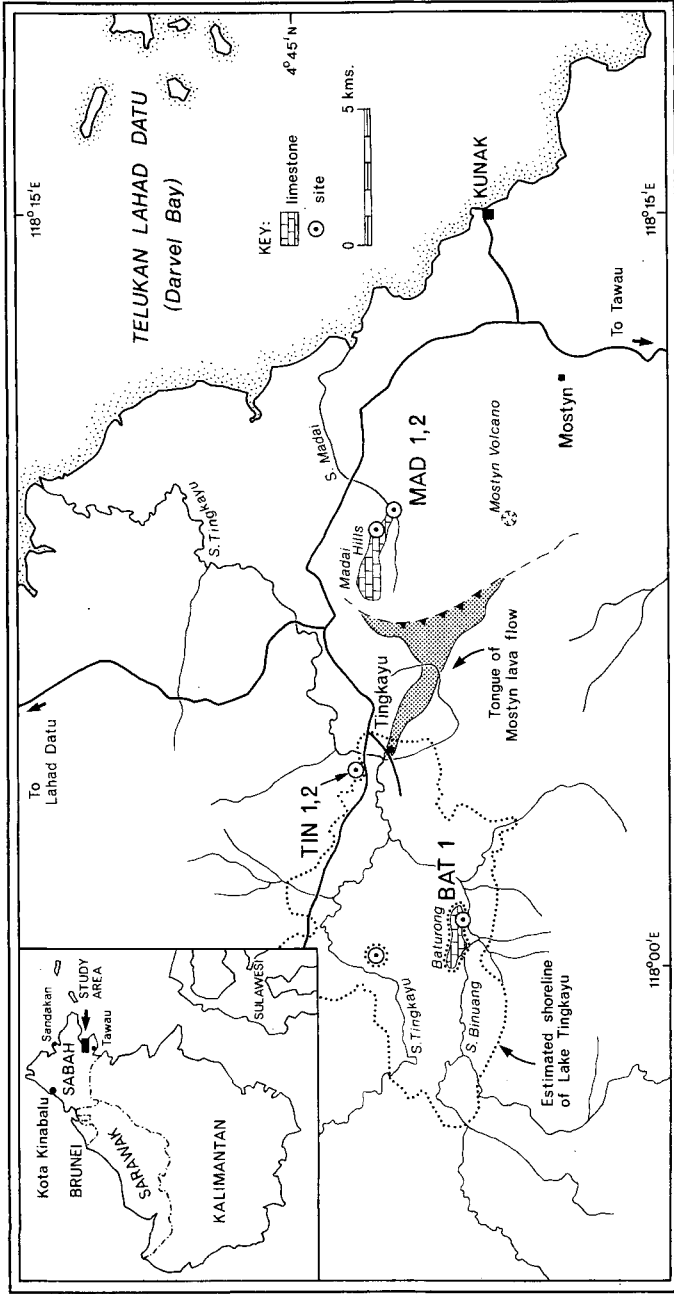 Kota Kinabalu
Sandakan
STUDY
AREA
SABAH
Tawau
BRUNEI
SARAWAK
KALIMANTAN
SULAWESI
To
Lahad Datu
TELUKAN LAHAD DATU
(Darvel Bay)
118° 15'E
4° 45'N
KEY:
limestone
site
0
5 kms.
S. Tingkayu
S. Madai
TIN 1,2
Tingkayu
Madai
Hills
MAD 1,2
KUNAK
S. Tingkayu
Baturong
BAT 1
S. Binuang
Estimated shoreline
of Lake Tingkayu
Tongue of
Mostyn lava flow
Mostyn Volcano
Mostyn
To Tawau
118° 00'E
118° 15'E